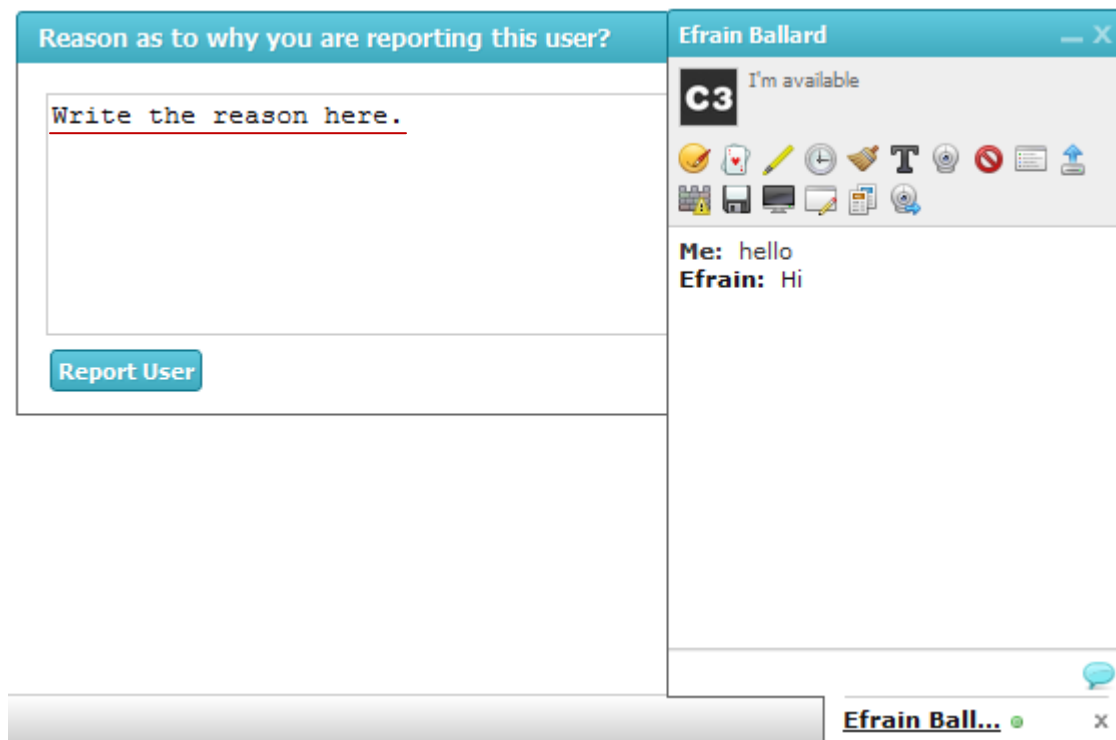 Reason as to why you are reporting this user?
Write the reason here.
Report User
Efrain Ballard
C3
I'm available
Me: hello
Efrain: Hi
Efrain Ball...